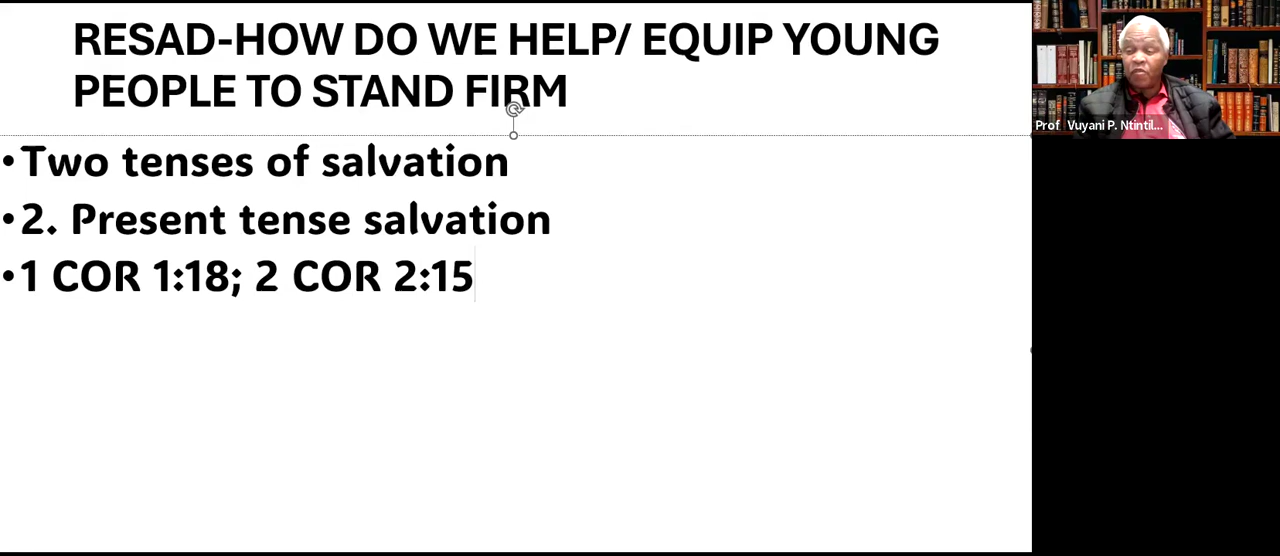 RESAD-HOW DO WE HELP/ EQUIP YOUNG
PEOPLE TO STAND FIRM
•Two tenses of salvation
•2. Present tense salvation
•1 COR 1:18; 2 COR 2:15
Prof Vuyani P. Ntintil...